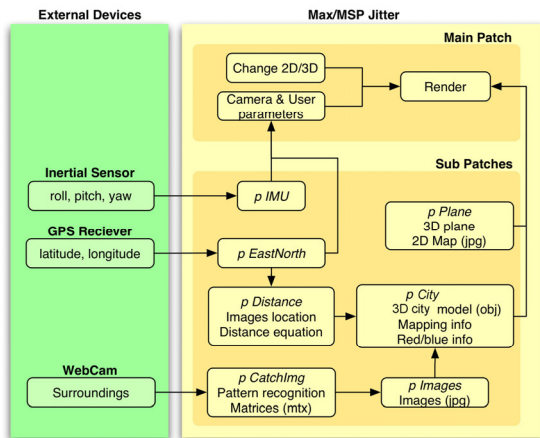 External Devices
Max/MSP Jitter
Main Patch
Change 2D/3D
Camera & User
parameters
Render
Inertial Sensor
roll, pitch, yaw
p IMU
Sub Patches
GPS Reciever
latitude, longitude
p EastNorth
p Plane
3D plane
2D Map (jpg)
p Distance
Images location
Distance equation
p City
3D city model (obj)
Mapping info
Red/blue info
WebCam
Surroundings
p CatchImg
Pattern recognition
Matrices (mtx)
p Images
Images (jpg)